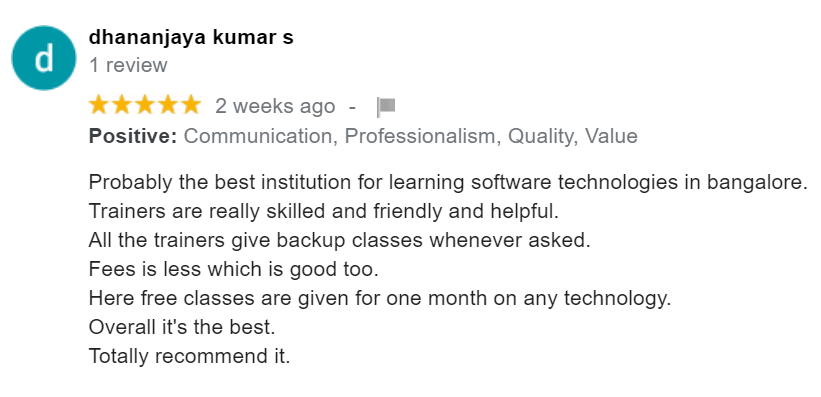 d
dhananjaya kumar s
1 review
★★★★★ 2 weeks ago -
Positive: Communication, Professionalism, Quality, Value
Probably the best institution for learning software technologies in bangalore.
Trainers are really skilled and friendly and helpful.
All the trainers give backup classes whenever asked.
Fees is less which is good too.
Here free classes are given for one month on any technology.
Overall it's the best.
Totally recommend it.